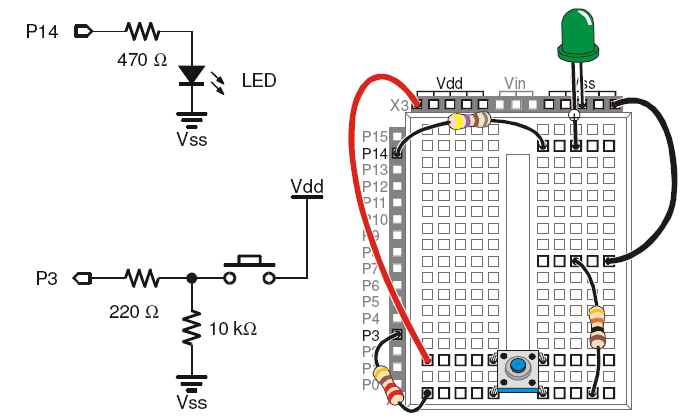 P14
470 Ω
LED
Vss
Vdd
P3
220 Ω
10 kΩ
Vss
Vdd
Vin
X3
P15
P14
P13
P12
P11
P10
P7
P6
P5
P4
P3
P0